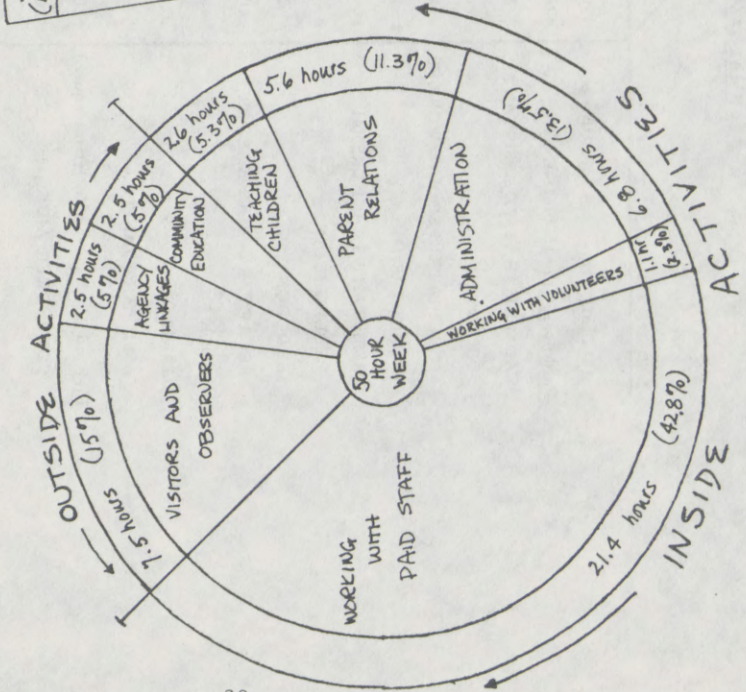 OUTSIDE ACTIVITIES
7.5 hours (15%)
VISITORS AND
OBSERVERS
2.5 hours
(5%)
AGENCY
LINKAGES
2.5 hours
(5%)
COMMUNITY
EDUCATION
2.6 hours
(5.3%)
TEACHING
CHILDREN
5.6 hours (11.3%)
PARENT
RELATIONS
6.8 hours
(13.5%)
ADMINISTRATION
1.1 hr
(2.3%)
WORKING WITH VOLUNTEERS
50
HOUR
WEEK
WORKING
WITH
PAID STAFF
21.4 hours (42.8%)
INSIDE ACTIVITIES